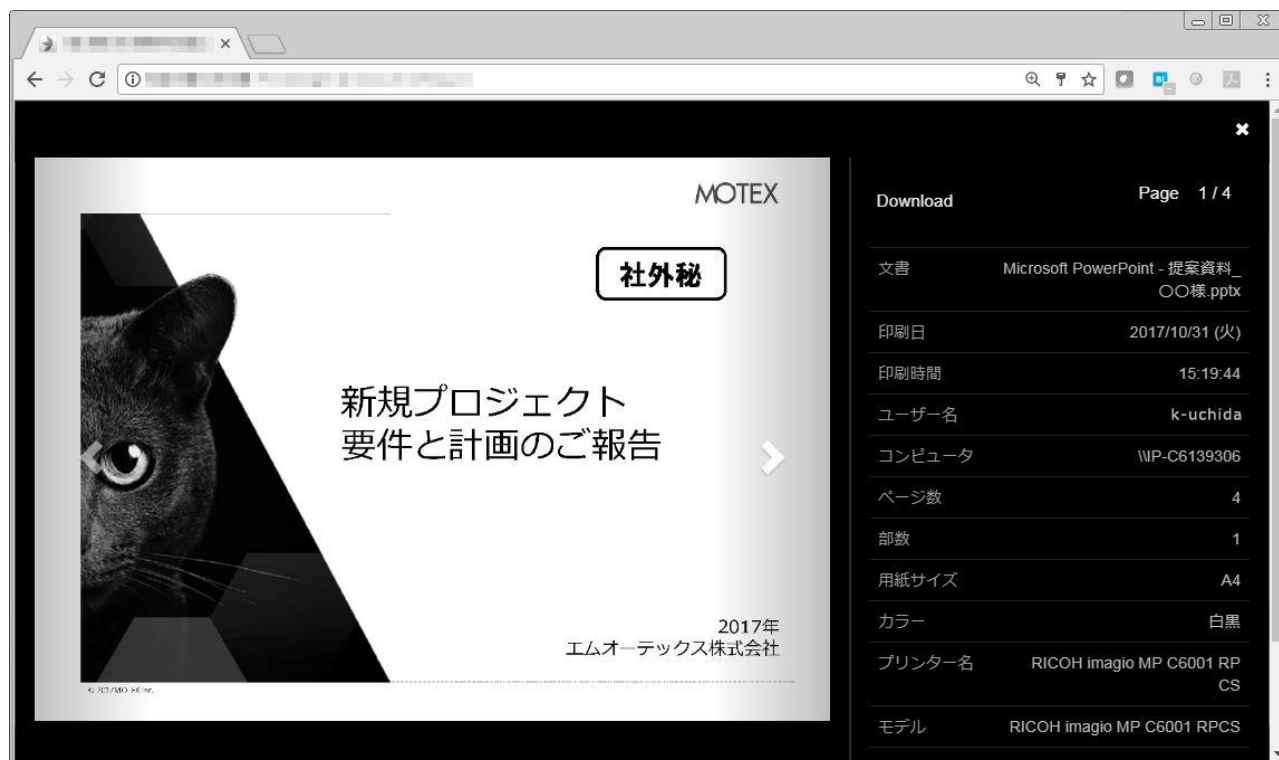 MOTEX
社外秘
新規プロジェクト
要件と計画のご報告
2017年
エムオーテックス株式会社
Download
Page 1 / 4
文書 Microsoft PowerPoint - 提案資料_
〇〇様.pptx
印刷日 2017/10/31 (火)
印刷時間 15:19:44
ユーザー名 k-uchida
コンピュータ \\IP-C6139306
ページ数 4
部数 1
用紙サイズ A4
カラー 白黒
プリンター名 RICOH imagio MP C6001 RP
CS
モデル RICOH imagio MP C6001 RPCS